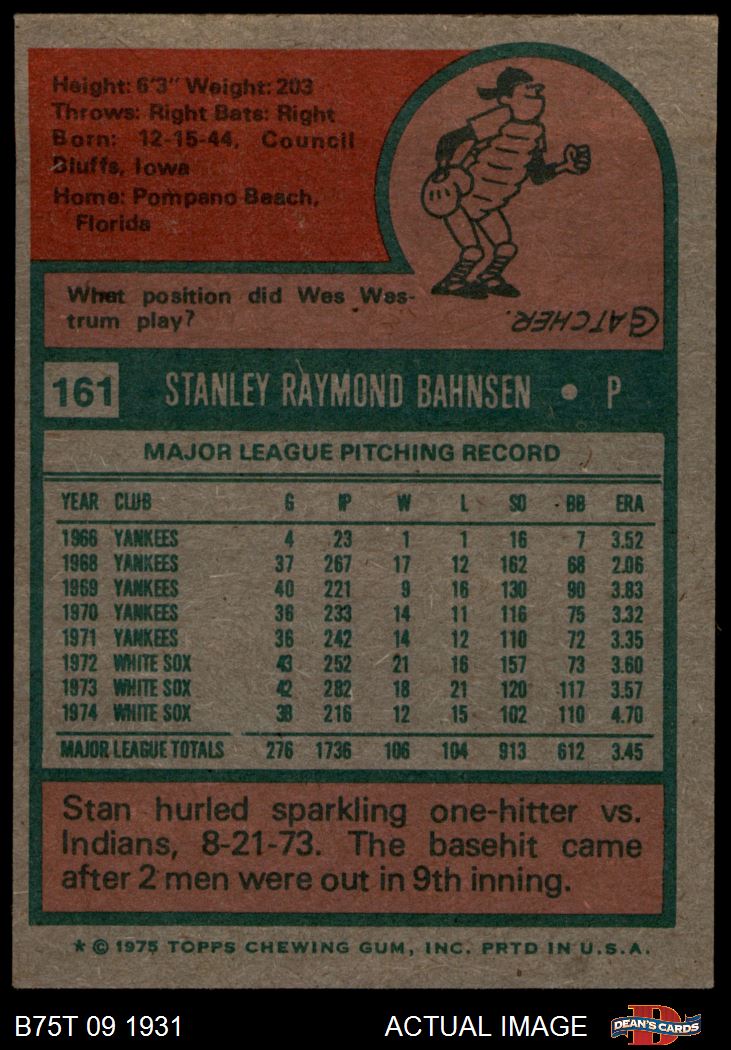 Height: 6'3" Weight: 203
Throws: Right Bats: Right
Born: 12-15-44, Council
Bluffs, Iowa
Home: Pompano Beach,
Florida
What position did Wes Wes-
trum play?
CATCHER.
161 STANLEY RAYMOND BAHNSEN • P
MAJOR LEAGUE PITCHING RECORD
YEAR CLUB G IP W L SO BB ERA
1966 YANKEES 4 23 1 1 16 7 3.52
1968 YANKEES 37 267 17 12 162 68 2.06
1969 YANKEES 40 221 9 16 130 90 3.83
1970 YANKEES 36 233 14 11 116 75 3.32
1971 YANKEES 36 242 14 12 110 72 3.35
1972 WHITE SOX 43 252 21 16 157 73 3.60
1973 WHITE SOX 42 282 18 21 120 117 3.57
1974 WHITE SOX 38 216 12 15 102 110 4.70
MAJOR LEAGUE TOTALS 276 1736 106 104 913 612 3.45
Stan hurled sparkling one-hitter vs.
Indians, 8-21-73. The basehit came
after 2 men were out in 9th inning.
* © 1975 TOPPS CHEWING GUM, INC. PRTD IN U.S.A.
B75T 09 1931 ACTUAL IMAGE DEAN'S CARDS